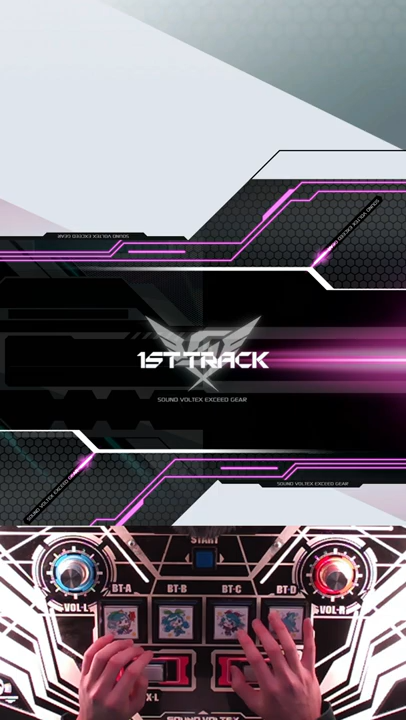 SOUND VOLTEX EXCEED GEAR
SOUND VOLTEX EXCEED GEAR
1ST TRACK
SOUND VOLTEX EXCEED GEAR
SOUND VOLTEX EXCEED GEAR
SOUND VOLTEX EXCEED GEAR
START
BT-A
BT-B
BT-C
BT-D
VOL-L
VOL-R
X-L
SOUND VOLTEX